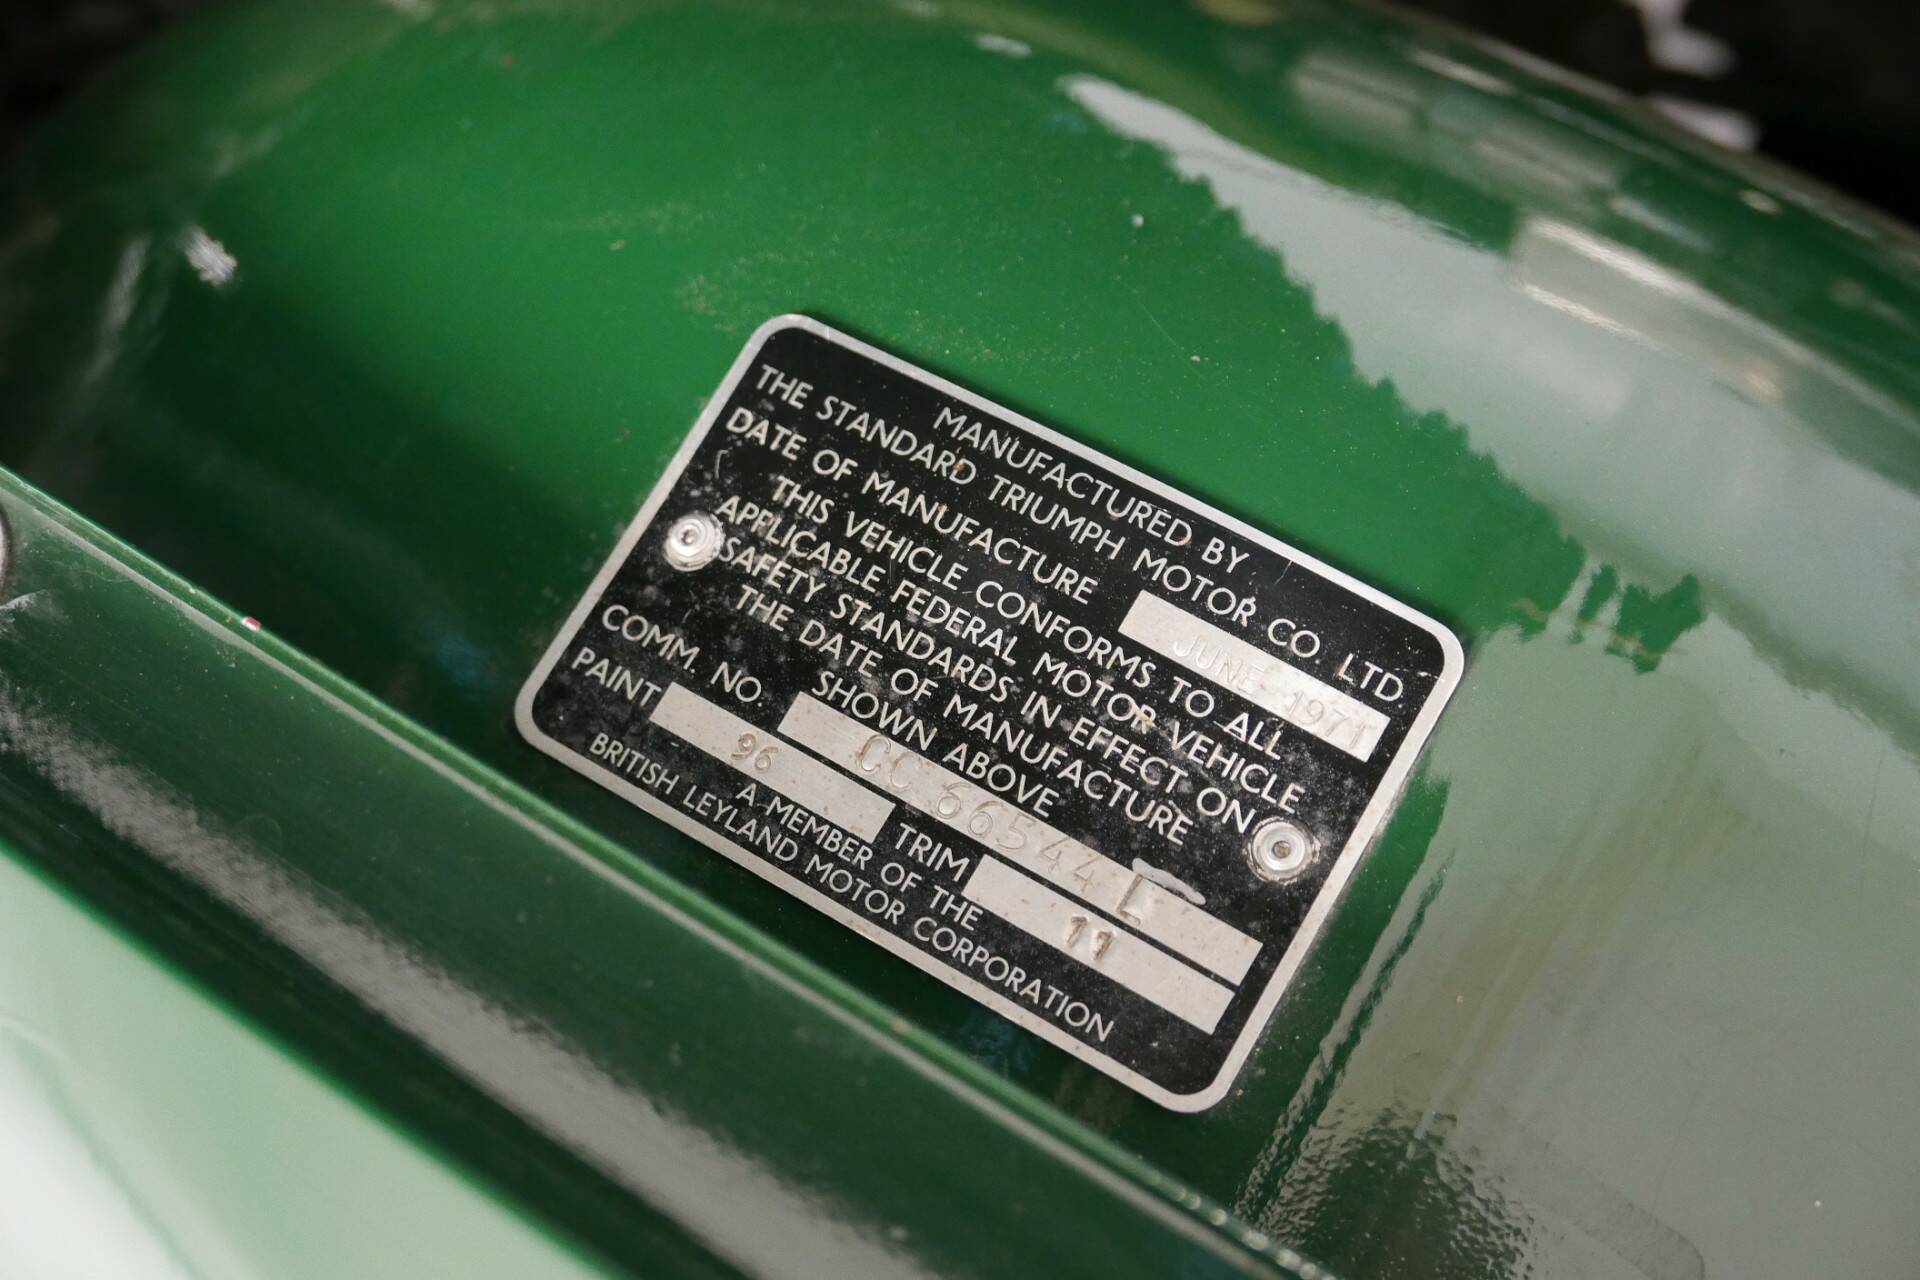 MANUFACTURED BY
THE STANDARD TRIUMPH MOTOR CO. LTD
DATE OF MANUFACTURE JUNE-1971
THIS VEHICLE CONFORMS TO ALL
APPLICABLE FEDERAL MOTOR VEHICLE
SAFETY STANDARDS IN EFFECT ON
THE DATE OF MANUFACTURE
SHOWN ABOVE
COMM. NO. CC 66544 L
PAINT 96 TRIM 11
A MEMBER OF THE
BRITISH LEYLAND MOTOR CORPORATION